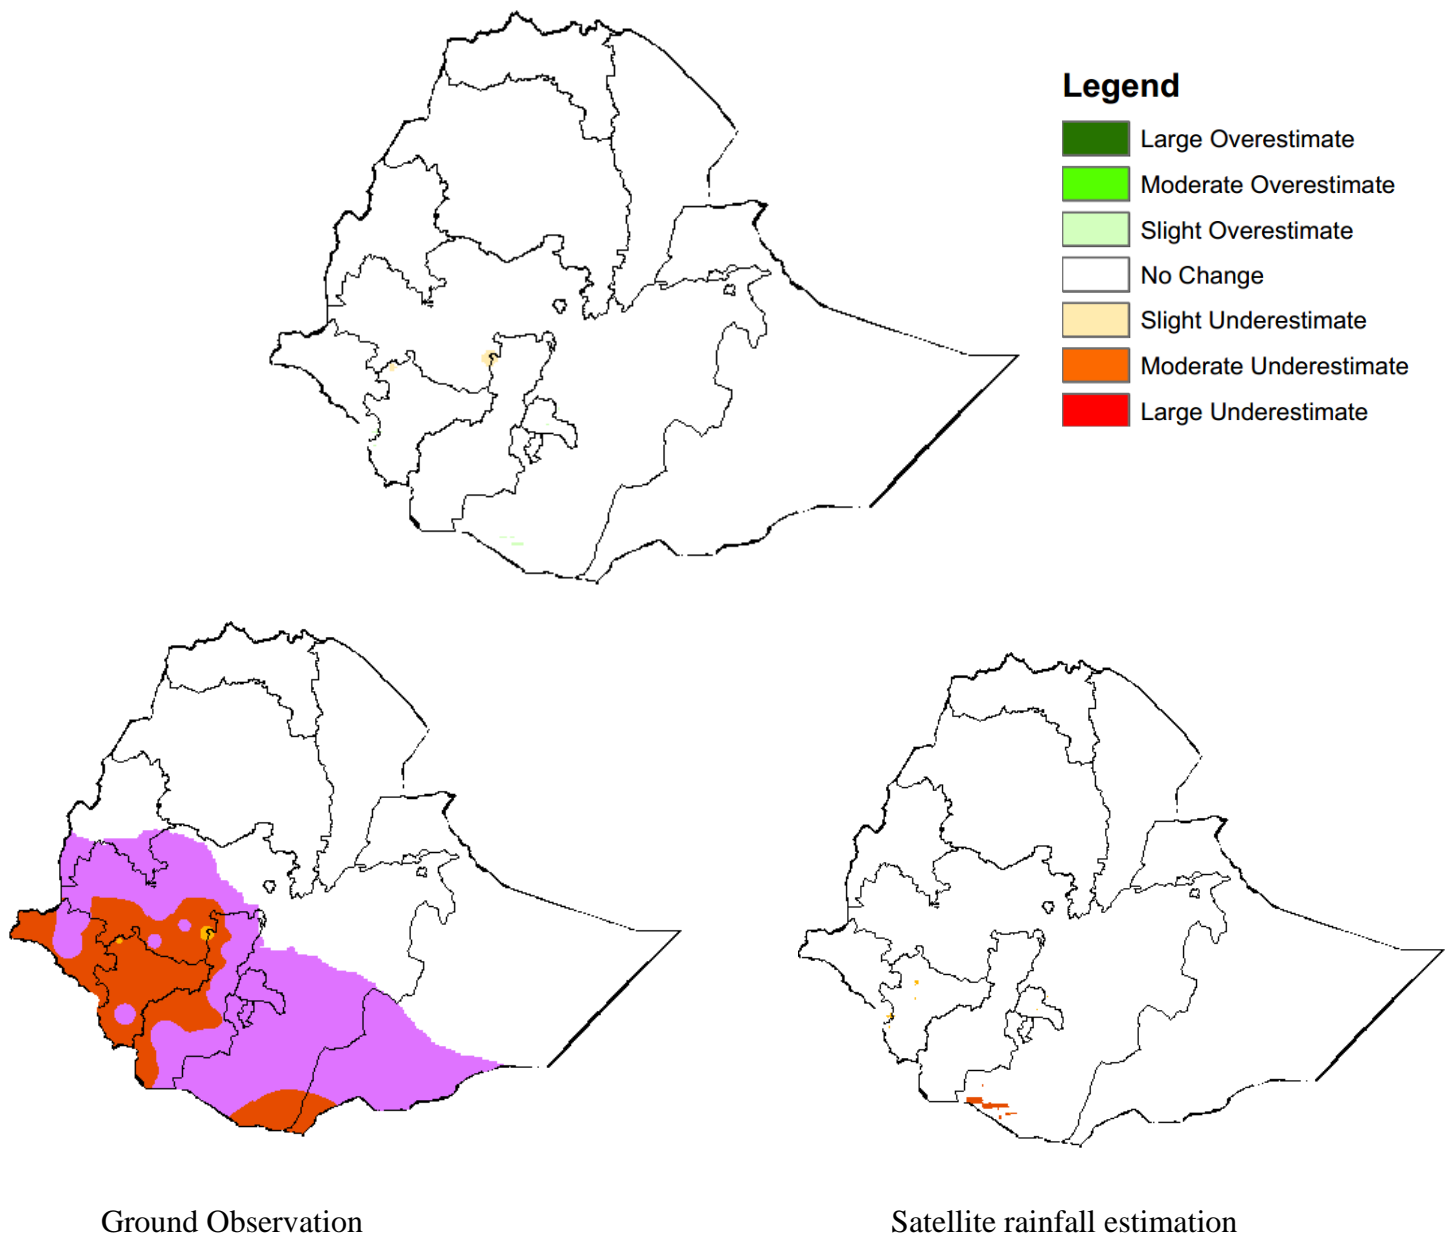 Legend
Large Overestimate
Moderate Overestimate
Slight Overestimate
No Change
Slight Underestimate
Moderate Underestimate
Large Underestimate
Ground Observation
Satellite rainfall estimation